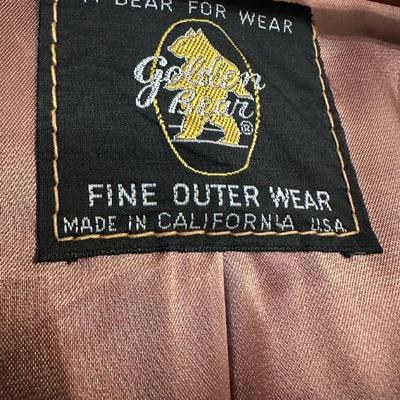 A BEAR FOR WEAR
Golden
Bear
®
FINE OUTER WEAR
MADE IN CALIFORNIA U.S.A.